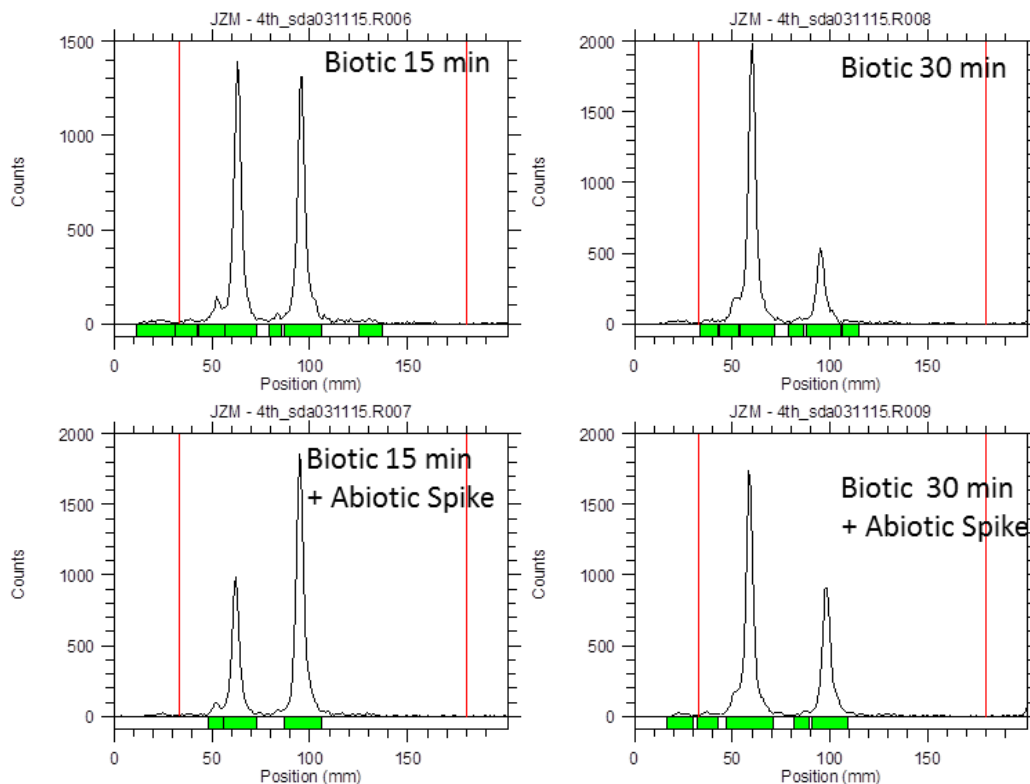 JZM - 4th_sda031115.R006
Biotic 15 min
1500
1000
500
0
Counts
0
50
100
150
Position (mm)
JZM - 4th_sda031115.R008
Biotic 30 min
2000
1500
1000
500
0
Counts
0
50
100
150
Position (mm)
JZM - 4th_sda031115.R007
Biotic 15 min
+ Abiotic Spike
2000
1500
1000
500
0
Counts
0
50
100
150
Position (mm)
JZM - 4th_sda031115.R009
Biotic 30 min
+ Abiotic Spike
2000
1500
1000
500
0
Counts
0
50
100
150
Position (mm)